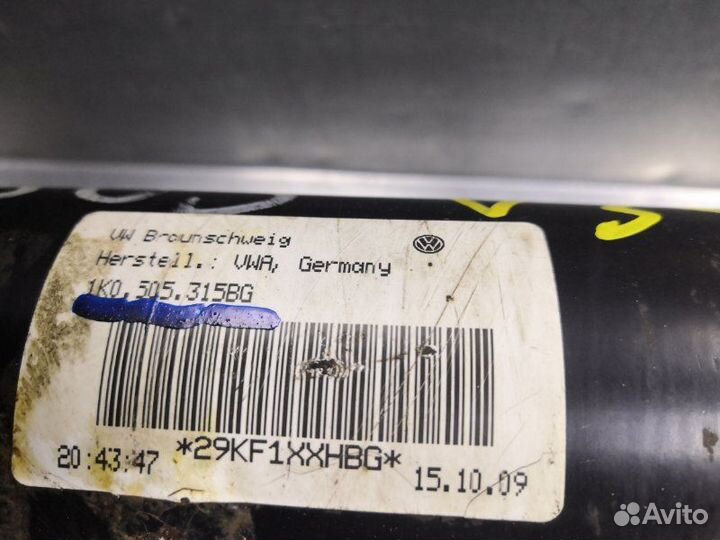 VW Braunschweig
Herstell.: VWA, Germany
1K0.505.315BG
*29KF1XXHBG*
20:43:47
15.10.09
Avito